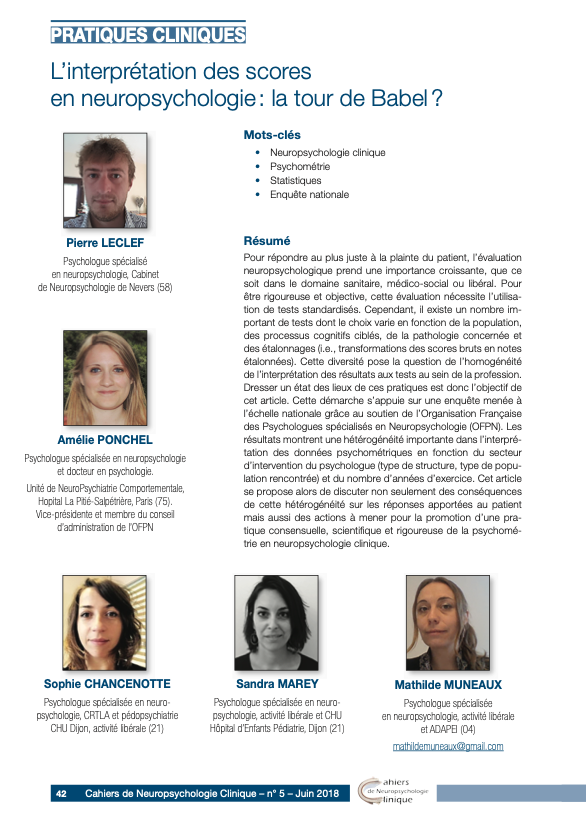 PRATIQUES CLINIQUES
L'interprétation des scores
en neuropsychologie : la tour de Babel ?
Pierre LECLEF
Psychologue spécialisé
en neuropsychologie, Cabinet
de Neuropsychologie de Nevers (58)
Amélie PONCHEL
Psychologue spécialisée en neuropsychologie
et docteur en psychologie.
Unité de NeuroPsychiatrie Comportementale,
Hopital La Pitié-Salpétrière, Paris (75).
Vice-présidente et membre du conseil
d'administration de l'OFPN
Mots-clés
• Neuropsychologie clinique
• Psychométrie
• Statistiques
• Enquête nationale
Résumé
Pour répondre au plus juste à la plainte du patient, l'évaluation
neuropsychologique prend une importance croissante, que ce
soit dans le domaine sanitaire, médico-social ou libéral. Pour
être rigoureuse et objective, cette évaluation nécessite l'utilisa-
tion de tests standardisés. Cependant, il existe un nombre im-
portant de tests dont le choix varie en fonction de la population,
des processus cognitifs ciblés, de la pathologie concernée et
des étalonnages (i.e., transformations des scores bruts en notes
étalonnées). Cette diversité pose la question de l'homogénéité
de l'interprétation des résultats aux tests au sein de la profession.
Dresser un état des lieux de ces pratiques est donc l'objectif de
cet article. Cette démarche s'appuie sur une enquête menée à
l'échelle nationale grâce au soutien de l'Organisation Française
des Psychologues spécialisés en Neuropsychologie (OFPN). Les
résultats montrent une hétérogénéité importante dans l'interpré-
tation des données psychométriques en fonction du secteur
d'intervention du psychologue (type de structure, type de popu-
lation rencontrée) et du nombre d'années d'exercice. Cet article
se propose alors de discuter non seulement des conséquences
de cette hétérogénéité sur les réponses apportées au patient
mais aussi des actions à mener pour la promotion d'une pra-
tique consensuelle, scientifique et rigoureuse de la psychomé-
trie en neuropsychologie clinique.
Sophie CHANCENOTTE
Psychologue spécialisée en neuro-
psychologie, CRTLA et pédopsychiatrie
CHU Dijon, activité libérale (21)
Sandra MAREY
Psychologue spécialisée en neuro-
psychologie, activité libérale et CHU
Hôpital d'Enfants Pédiatrie, Dijon (21)
Mathilde MUNEAUX
Psychologue spécialisée
en neuropsychologie, activité libérale
et ADAPEI (04)
mathildemuneaux@gmail.com
42 Cahiers de Neuropsychologie Clinique – n° 5 – Juin 2018
Cahiers
de Neuropsychologie
Clinique